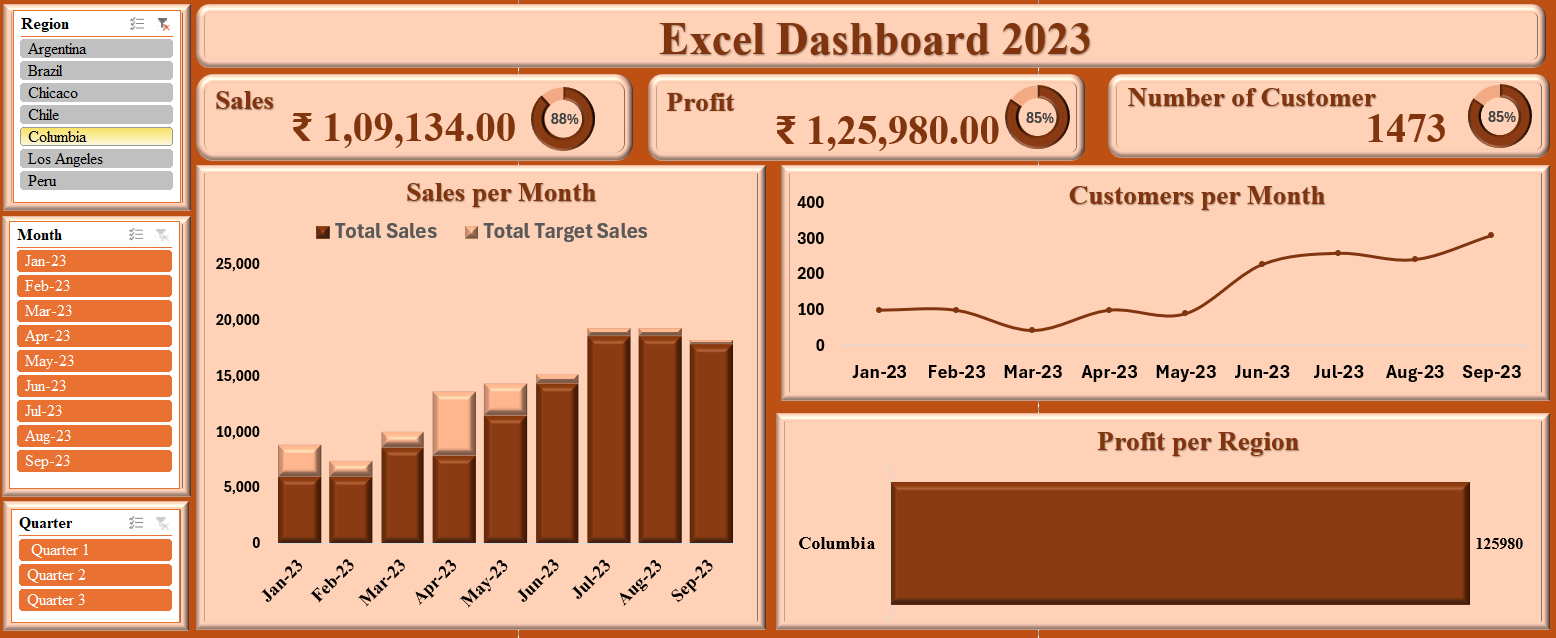 Region
Argentina
Brazil
Chicaco
Chile
Columbia
Los Angeles
Peru
Month
Jan-23
Feb-23
Mar-23
Apr-23
May-23
Jun-23
Jul-23
Aug-23
Sep-23
Quarter
Quarter 1
Quarter 2
Quarter 3
Excel Dashboard 2023
Sales
₹ 1,09,134.00
88%
Profit
₹ 1,25,980.00
85%
Number of Customer
1473
85%
Sales per Month
Total Sales Total Target Sales
25,000
20,000
15,000
10,000
5,000
0
Jan-23 Feb-23 Mar-23 Apr-23 May-23 Jun-23 Jul-23 Aug-23 Sep-23
Customers per Month
400
300
200
100
0
Jan-23 Feb-23 Mar-23 Apr-23 May-23 Jun-23 Jul-23 Aug-23 Sep-23
Profit per Region
Columbia 125980